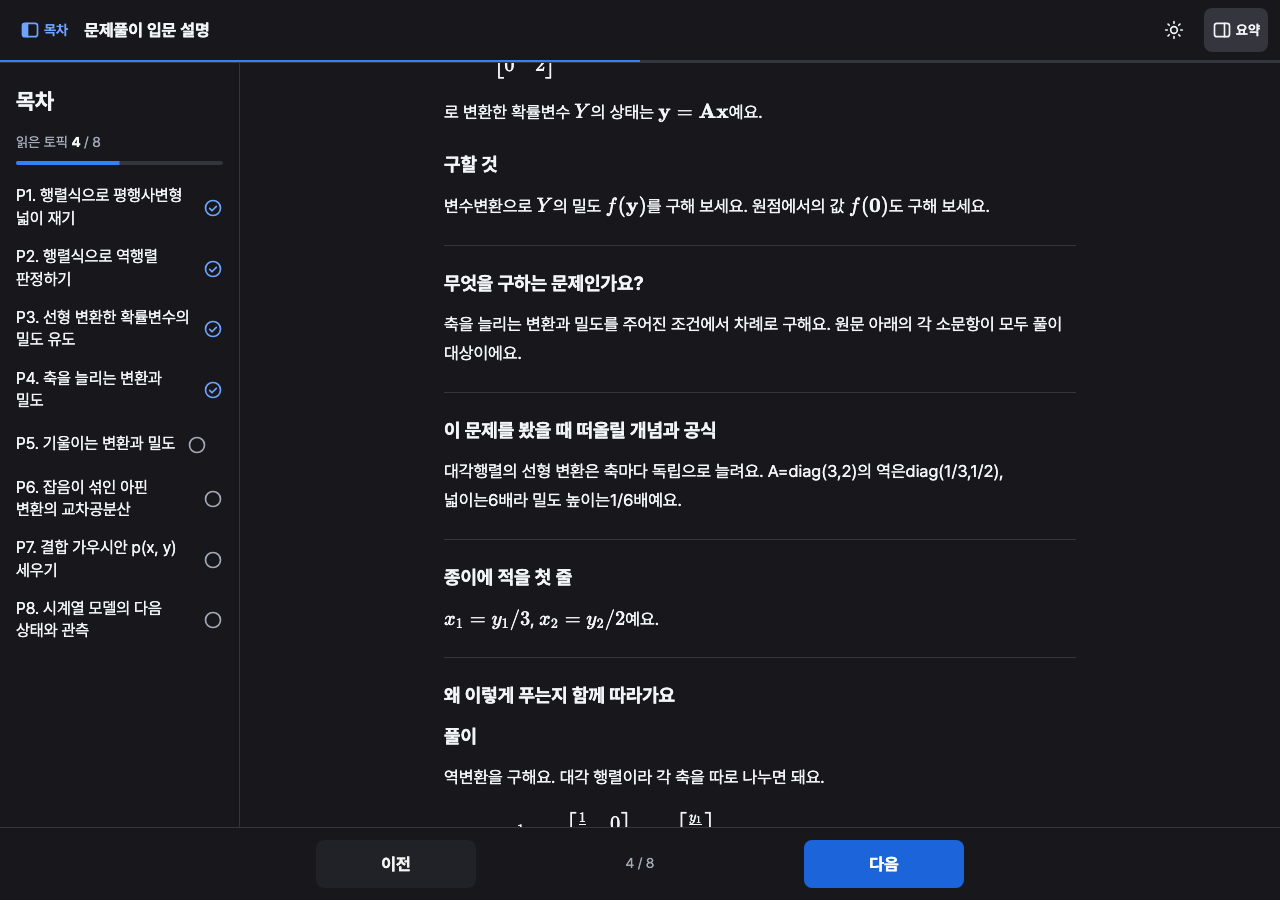 목차 문제풀이 입문 설명 요약
목차
읽은 토픽 4 / 8
P1. 행렬식으로 평행사변형
넓이 재기
P2. 행렬식으로 역행렬
판정하기
P3. 선형 변환한 확률변수의
밀도 유도
P4. 축을 늘리는 변환과
밀도
P5. 기울이는 변환과 밀도
P6. 잡음이 섞인 아핀
변환의 교차공분산
P7. 결합 가우시안 p(x, y)
세우기
P8. 시계열 모델의 다음
상태와 관측
[0 2]
로 변환한 확률변수 Y의 상태는 y = Ax예요.
구할 것
변수변환으로 Y의 밀도 f(y)를 구해 보세요. 원점에서의 값 f(0)도 구해 보세요.
무엇을 구하는 문제인가요?
축을 늘리는 변환과 밀도를 주어진 조건에서 차례로 구해요. 원문 아래의 각 소문항이 모두 풀이
대상이에요.
이 문제를 봤을 때 떠올릴 개념과 공식
대각행렬의 선형 변환은 축마다 독립으로 늘려요. A=diag(3,2)의 역은diag(1/3,1/2),
넓이는6배라 밀도 높이는1/6배예요.
종이에 적을 첫 줄
x₁ = y₁/3, x₂ = y₂/2예요.
왜 이렇게 푸는지 함께 따라가요
풀이
역변환을 구해요. 대각 행렬이라 각 축을 따로 나누면 돼요.
이전 4 / 8 다음